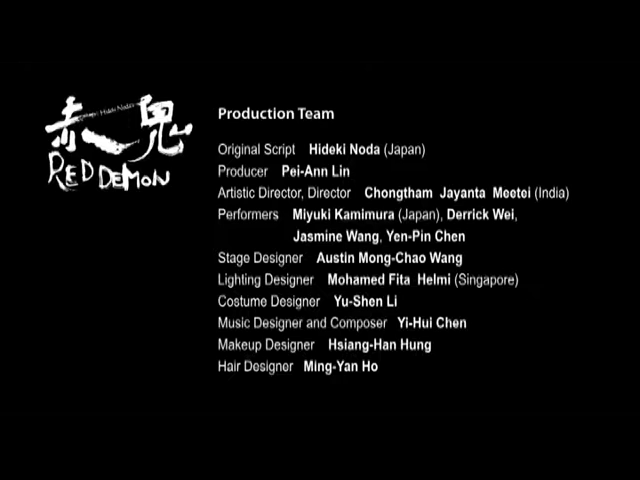 赤鬼
Script: Hideki Noda
RED DEMON
Production Team
Original Script Hideki Noda (Japan)
Producer Pei-Ann Lin
Artistic Director, Director Chongtham Jayanta Meetei (India)
Performers Miyuki Kamimura (Japan), Derrick Wei,
Jasmine Wang, Yen-Pin Chen
Stage Designer Austin Mong-Chao Wang
Lighting Designer Mohamed Fita Helmi (Singapore)
Costume Designer Yu-Shen Li
Music Designer and Composer Yi-Hui Chen
Makeup Designer Hsiang-Han Hung
Hair Designer Ming-Yan Ho